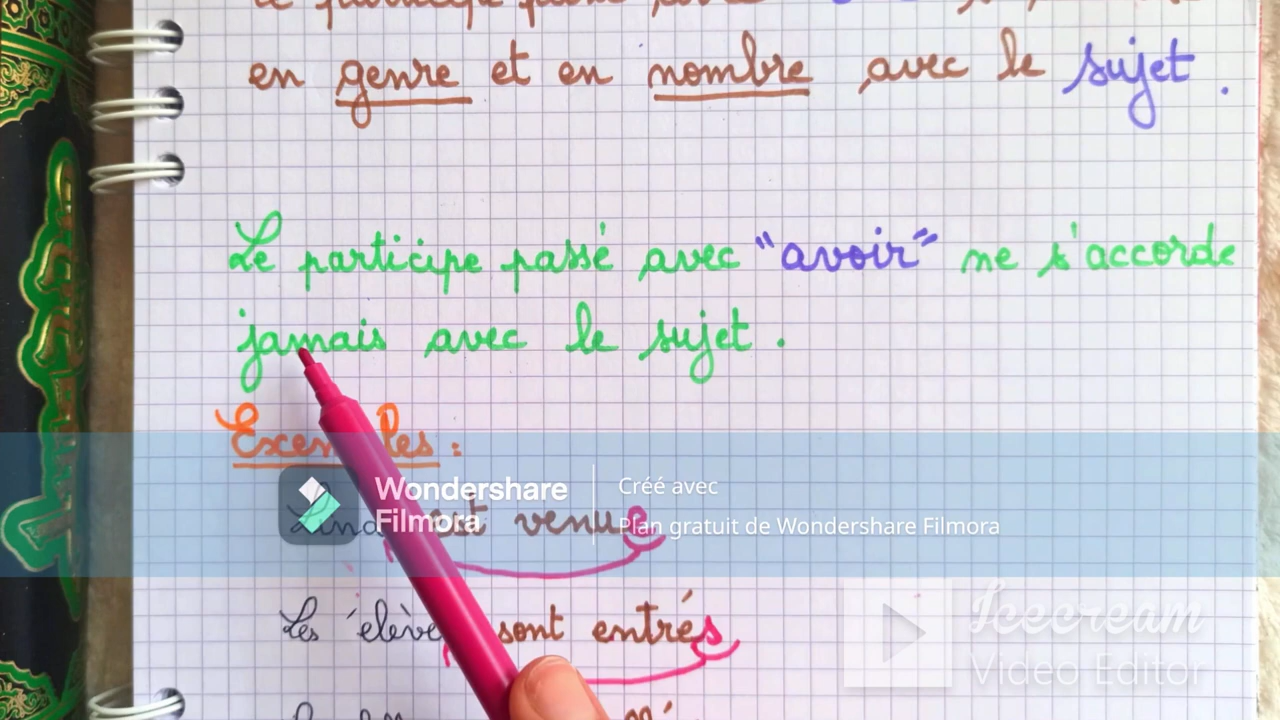 en genre et en nombre avec le sujet.
Le participe passé avec "avoir" ne s'accorde
jamais avec le sujet.
Exemples :
est venue
Les élèves sont entrés
Wondershare
Filmora
Créé avec
Plan gratuit de Wondershare Filmora
Icecream
Video Editor